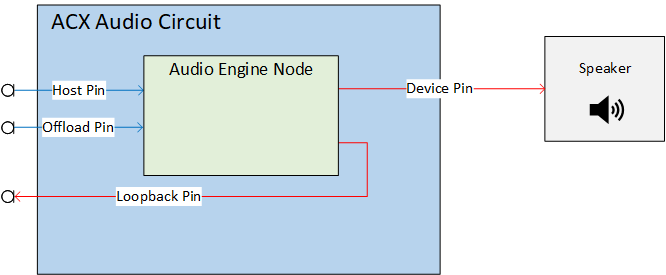 ACX Audio Circuit
Audio Engine Node
Speaker
Host Pin
Device Pin
Offload Pin
Loopback Pin